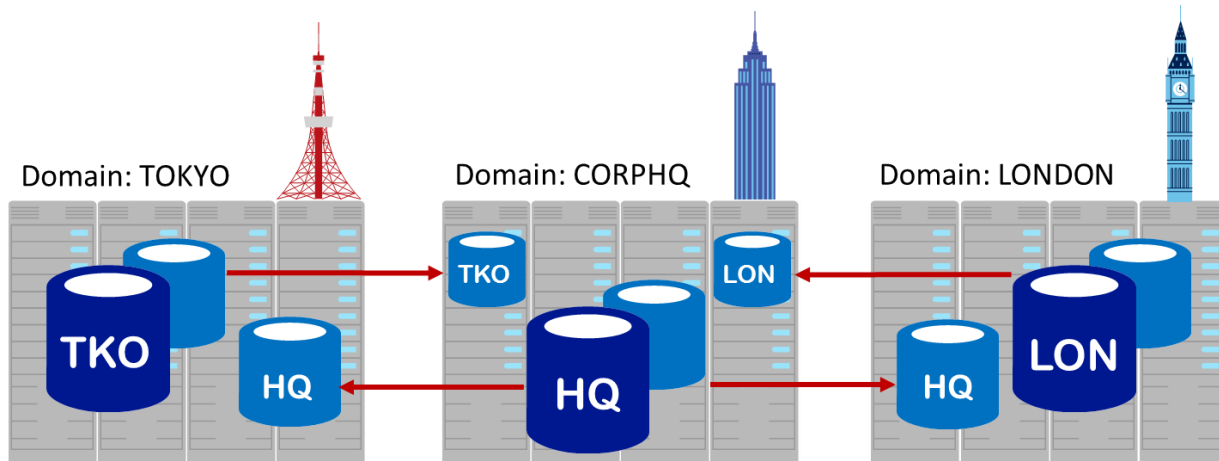 Domain: TOKYO
Domain: CORPHQ
Domain: LONDON
TKO
LON
TKO
HQ
HQ
HQ
LON